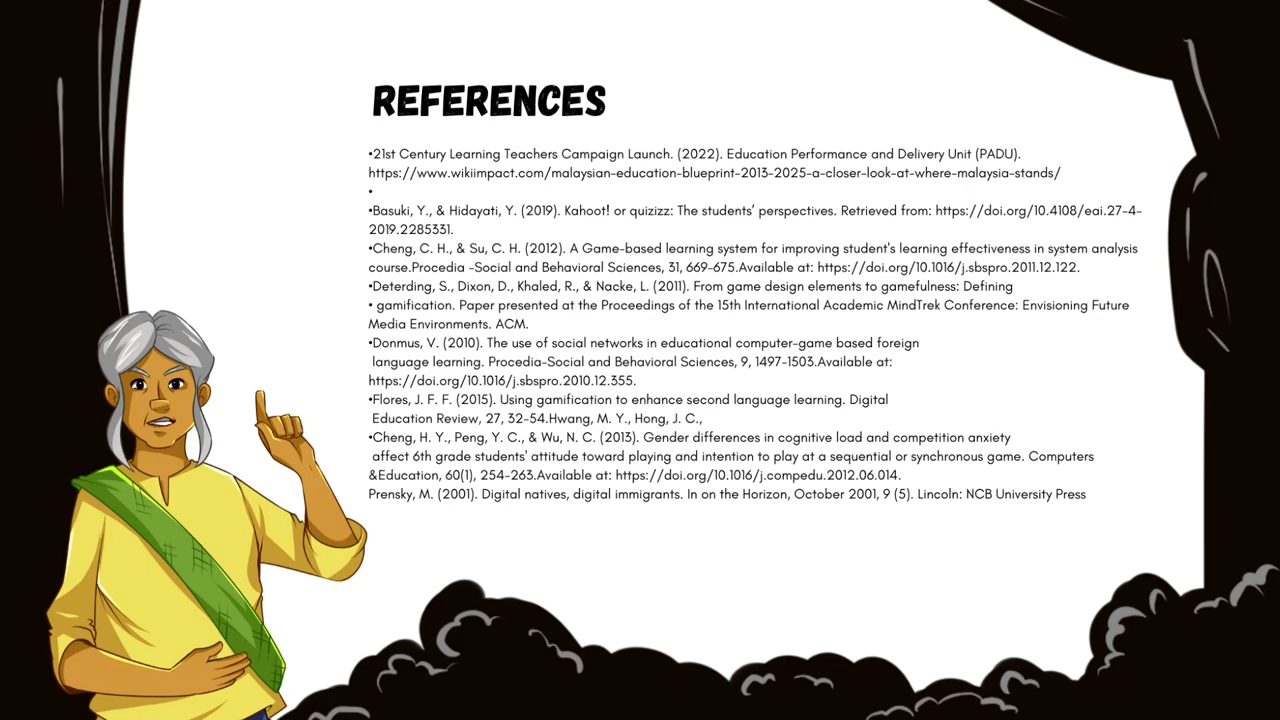 REFERENCES
•21st Century Learning Teachers Campaign Launch. (2022). Education Performance and Delivery Unit (PADU).
https://www.wikiimpact.com/malaysian-education-blueprint-2013-2025-a-closer-look-at-where-malaysia-stands/
•
•Basuki, Y., & Hidayati, Y. (2019). Kahoot! or quizizz: The students’ perspectives. Retrieved from: https://doi.org/10.4108/eai.27-4-
2019.2285331.
•Cheng, C. H., & Su, C. H. (2012). A Game-based learning system for improving student's learning effectiveness in system analysis
course.Procedia -Social and Behavioral Sciences, 31, 669-675.Available at: https://doi.org/10.1016/j.sbspro.2011.12.122.
•Deterding, S., Dixon, D., Khaled, R., & Nacke, L. (2011). From game design elements to gamefulness: Defining
• gamification. Paper presented at the Proceedings of the 15th International Academic MindTrek Conference: Envisioning Future
Media Environments. ACM.
•Donmus, V. (2010). The use of social networks in educational computer-game based foreign
language learning. Procedia-Social and Behavioral Sciences, 9, 1497-1503.Available at:
https://doi.org/10.1016/j.sbspro.2010.12.355.
•Flores, J. F. F. (2015). Using gamification to enhance second language learning. Digital
Education Review, 27, 32-54.Hwang, M. Y., Hong, J. C.,
•Cheng, H. Y., Peng, Y. C., & Wu, N. C. (2013). Gender differences in cognitive load and competition anxiety
affect 6th grade students' attitude toward playing and intention to play at a sequential or synchronous game. Computers
&Education, 60(1), 254-263.Available at: https://doi.org/10.1016/j.compedu.2012.06.014.
Prensky, M. (2001). Digital natives, digital immigrants. In on the Horizon, October 2001, 9 (5). Lincoln: NCB University Press